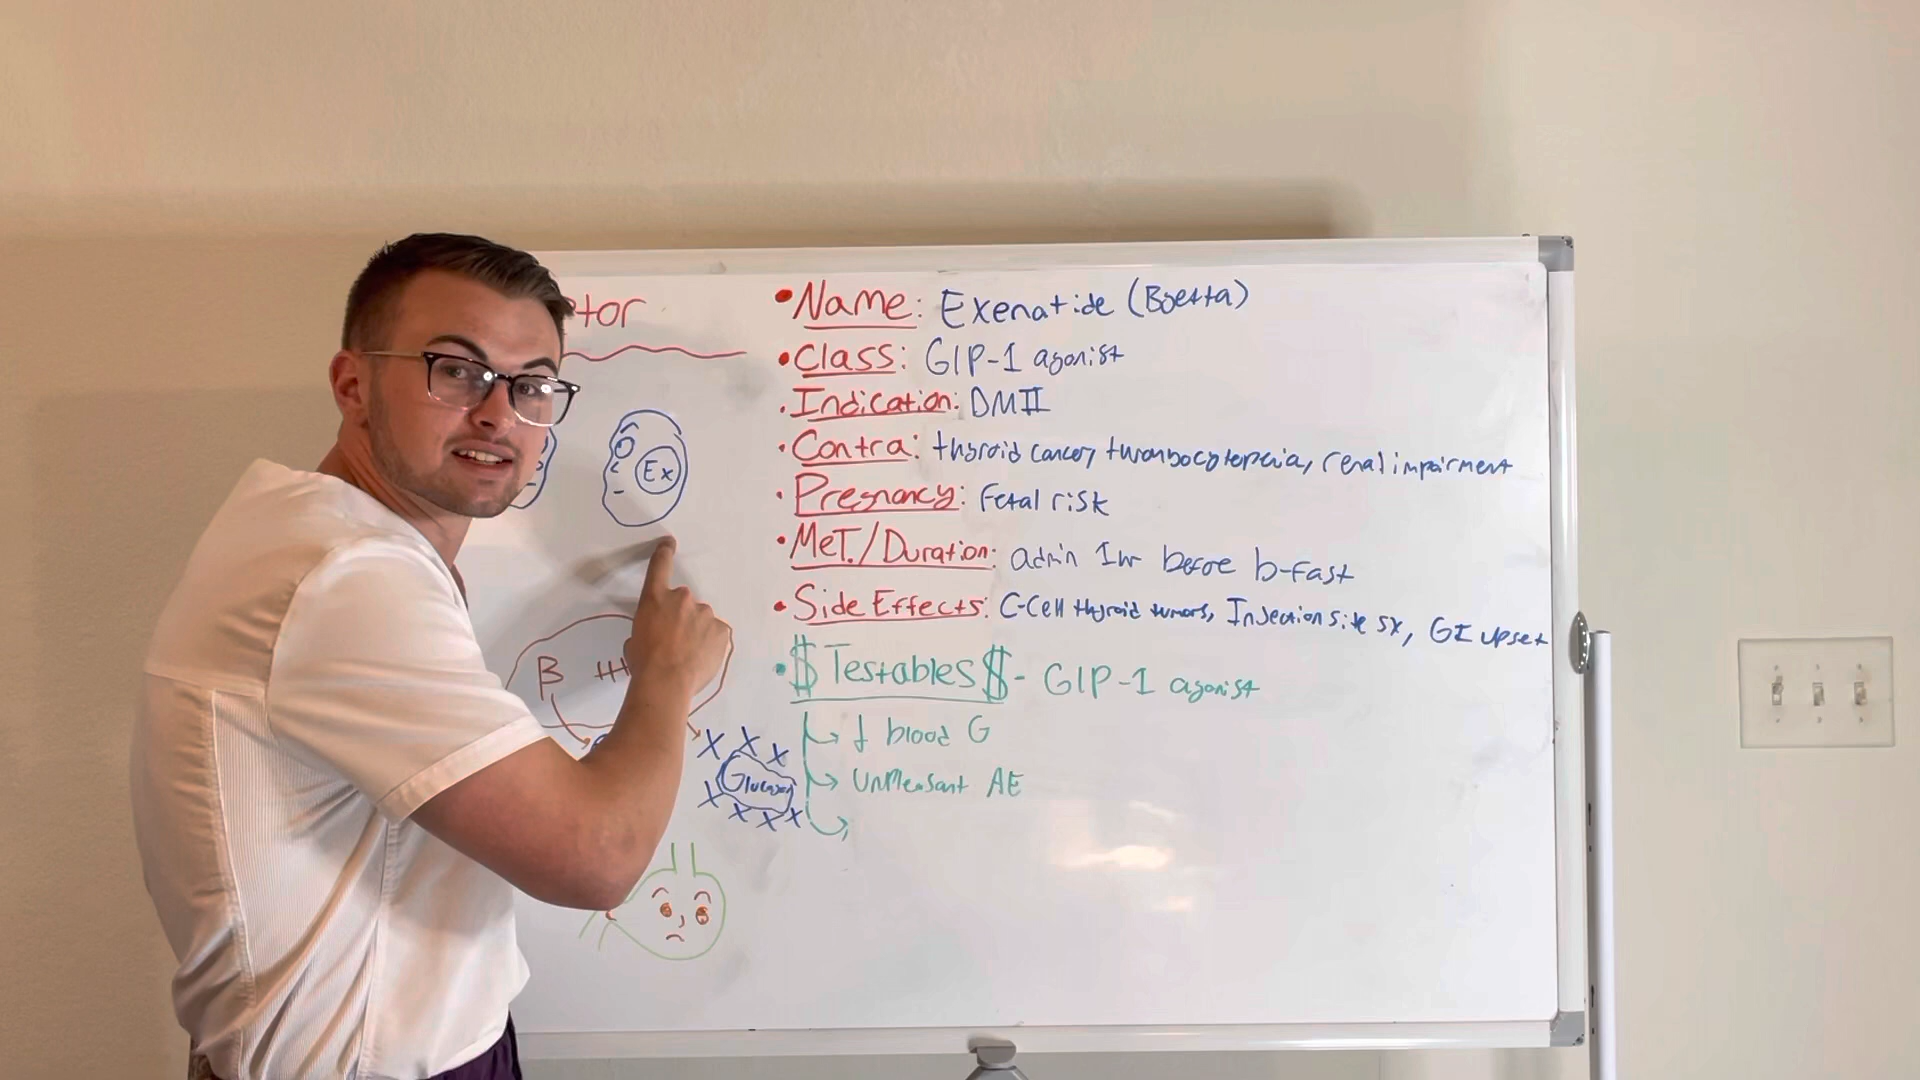 tor
• Name: Exenatide (Byetta)
• Class: GlP-1 agonist
• Indication: DMII
• Contra: thyroid cancer, thrombocytopenia, renal impairment
• Pregnancy: Fetal risk
• MeT./Duration: admin 1hr before b-fast
• Side Effects: C-Cell thyroid tumors, Injection site sx, GI upset
• $ Testables $ - GlP-1 agonist
↳ ↓ blood G
↳ UnPleasant AE
Ex
β
X X X
Glucagon
X
X X X